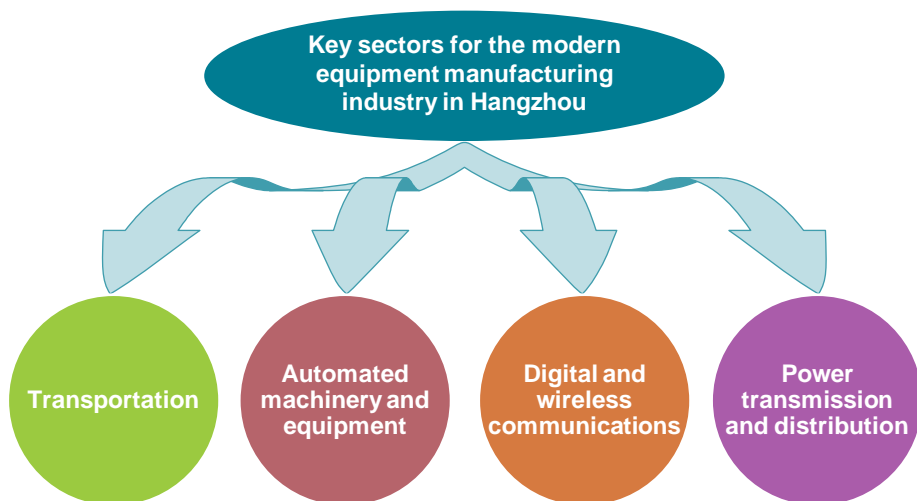 Key sectors for the modern
equipment manufacturing
industry in Hangzhou
Transportation
Automated
machinery and
equipment
Digital and
wireless
communications
Power
transmission
and distribution